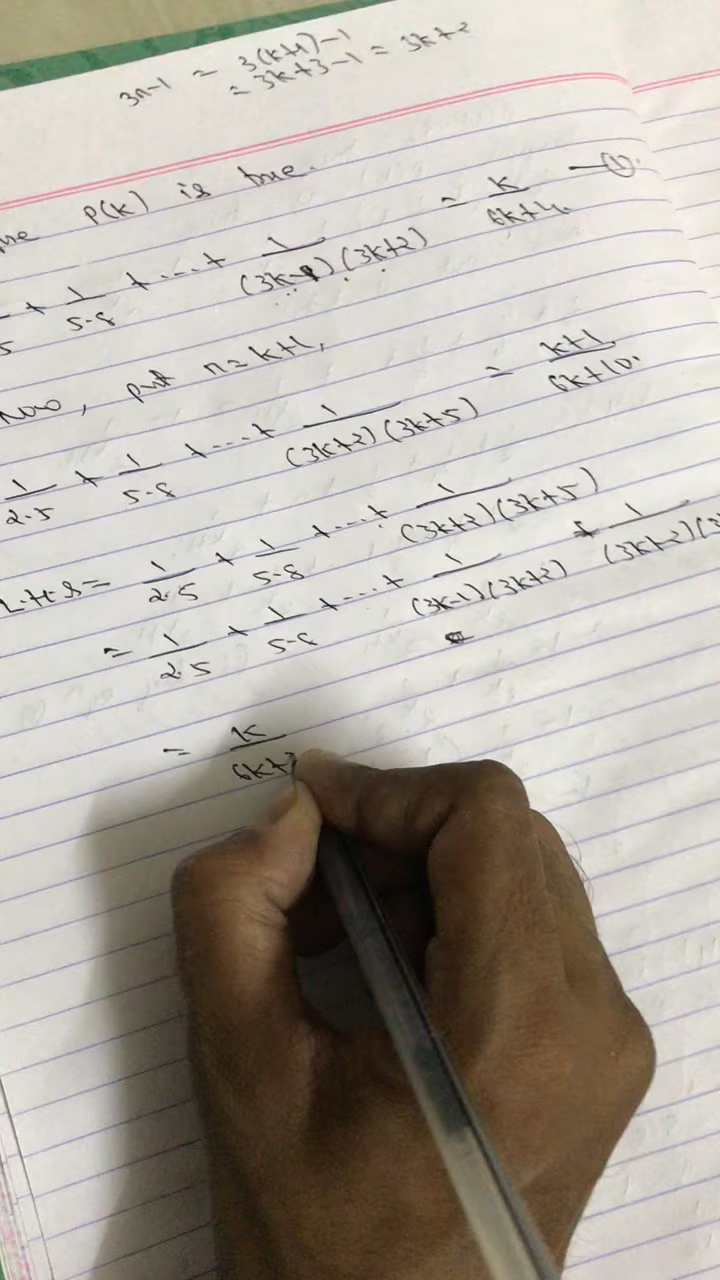 3n-1 = 3(k+1)-1
= 3k+3-1 = 3k+2
P(k) is true.
+ 1/5.8 + ....+ 1/(3k-1)(3k+2) = k/6k+4 —①
Now, put n=k+1,
1/2.5 + 1/5.8 + ....+ 1/(3k+2)(3k+5) = k+1/6k+10.
L.H.S = 1/2.5 + 1/5.8 + ...+ 1/(3k+2)(3k+5)
= 1/2.5 + 1/5.8 + ...+ 1/(3k-1)(3k+2) + 1/(3k+2)(3
= k/6k+